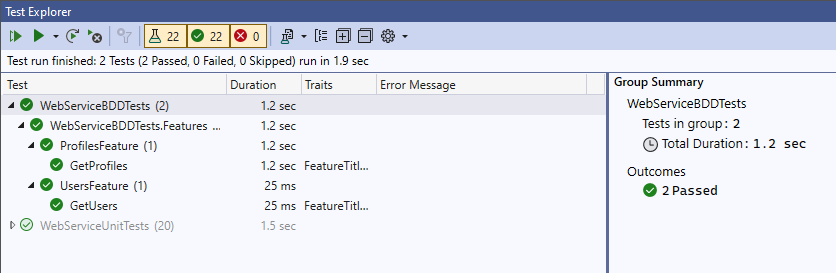 Test Explorer
22 22 0
Test run finished: 2 Tests (2 Passed, 0 Failed, 0 Skipped) run in 1.9 sec
Test Duration Traits Error Message
WebServiceBDDTests (2) 1.2 sec
WebServiceBDDTests.Features ... 1.2 sec
ProfilesFeature (1) 1.2 sec
GetProfiles 1.2 sec FeatureTitl...
UsersFeature (1) 25 ms
GetUsers 25 ms FeatureTitl...
WebServiceUnitTests (20) 1.5 sec
Group Summary
WebServiceBDDTests
Tests in group: 2
Total Duration: 1.2 sec
Outcomes
2 Passed